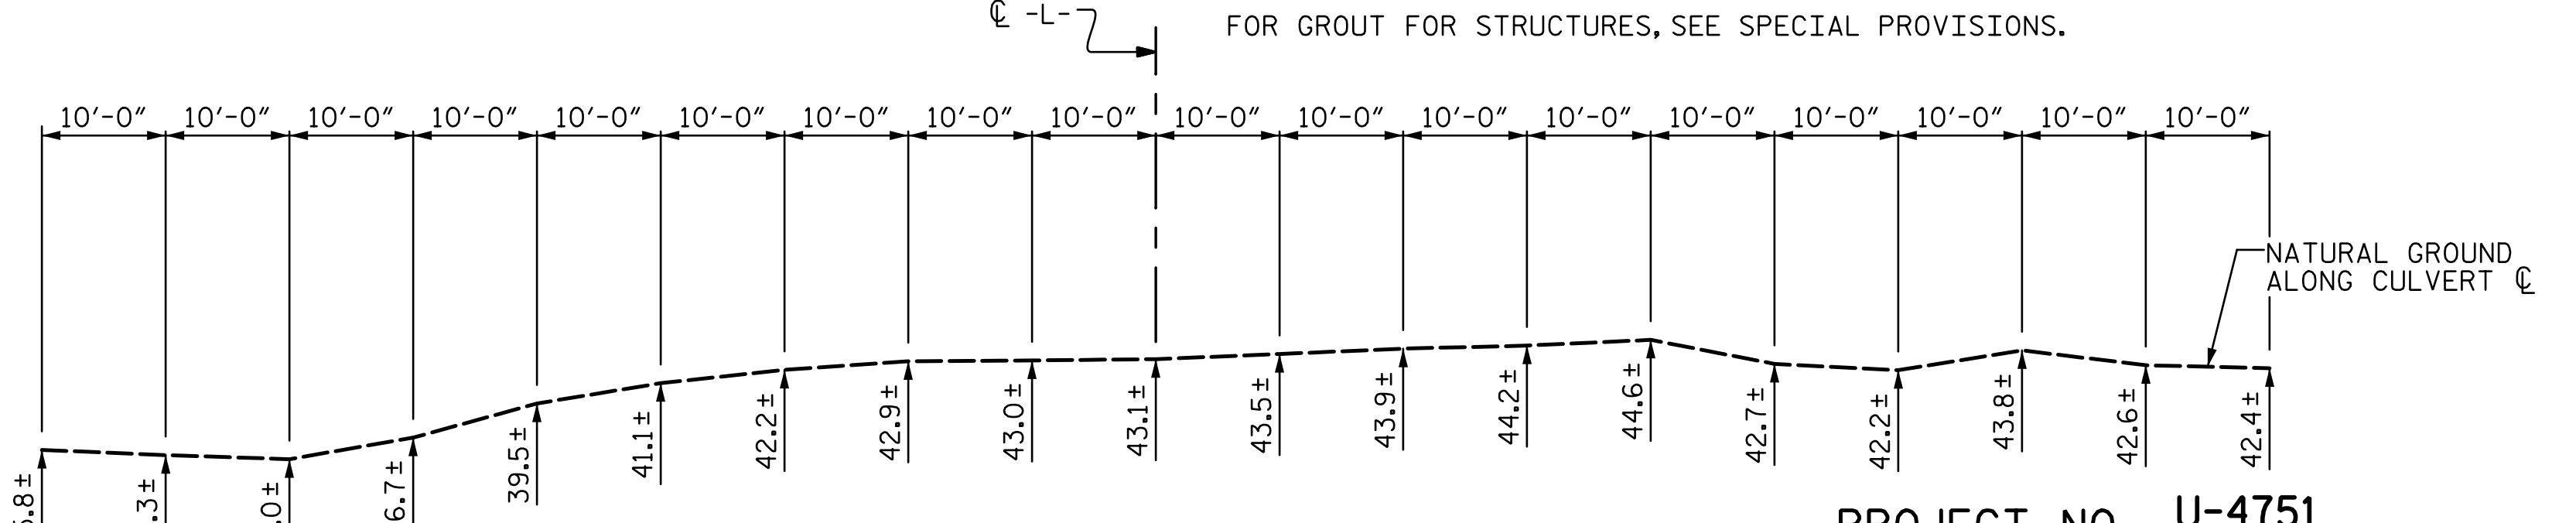 ℄ -L-
FOR GROUT FOR STRUCTURES, SEE SPECIAL PROVISIONS.
10'-0" 10'-0" 10'-0" 10'-0" 10'-0" 10'-0" 10'-0" 10'-0" 10'-0" 10'-0" 10'-0" 10'-0" 10'-0" 10'-0" 10'-0" 10'-0" 10'-0" 10'-0"
NATURAL GROUND
ALONG CULVERT ℄
39.5± 41.1± 42.2± 42.9± 43.0± 43.1± 43.5± 43.9± 44.2± 44.6± 42.7± 42.2± 43.8± 42.6± 42.4±
PROJECT NO. U-4751